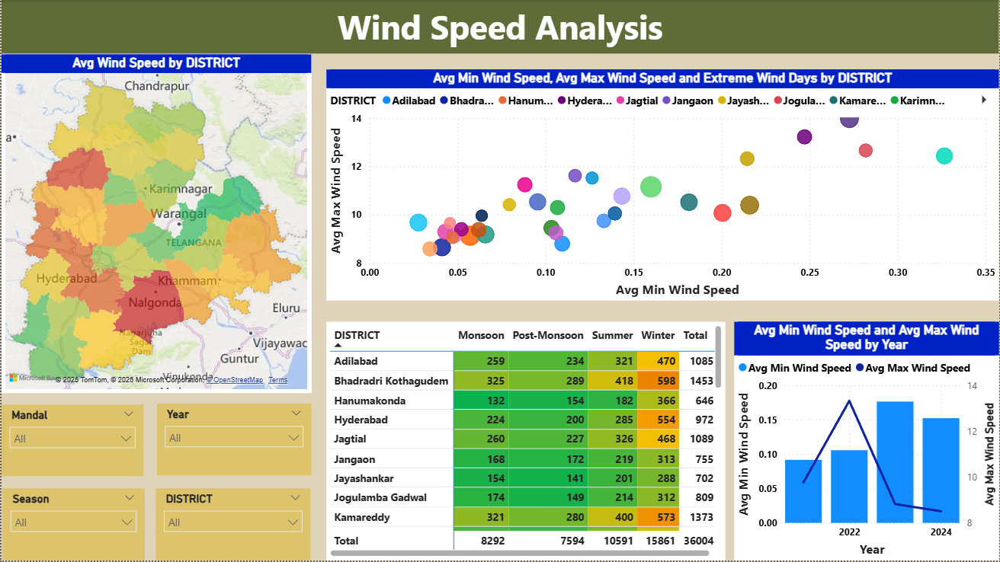 Wind Speed Analysis
Avg Wind Speed by DISTRICT
Chandrapur
a
Karimnagar
Warangal
TELANGANA
Hyderabad
Khammam
Nalgonda
Eluru
Nagarjuna
Sagar
Dam
Vijayawac
Guntur
Vinukonda
Microsoft Bing
© 2025 TomTom, © 2026 Microsoft Corporation, © OpenStreetMap Terms
Avg Min Wind Speed, Avg Max Wind Speed and Extreme Wind Days by DISTRICT
DISTRICT Adilabad Bhadra... Hanum... Hydera... Jagtial Jangaon Jayash... Jogula... Kamare... Karimn...
Avg Max Wind Speed
14
12
10
8
0.00 0.05 0.10 0.15 0.20 0.25 0.30 0.35
Avg Min Wind Speed
Mandal
All
Year
All
Season
All
DISTRICT
All
DISTRICT Monsoon Post-Monsoon Summer Winter Total
Adilabad 259 234 321 470 1085
Bhadradri Kothagudem 325 289 418 598 1453
Hanumakonda 132 154 182 366 646
Hyderabad 224 200 285 554 972
Jagtial 260 227 326 468 1089
Jangaon 168 172 219 313 755
Jayashankar 154 141 201 288 702
Jogulamba Gadwal 174 149 214 312 809
Kamareddy 321 280 400 573 1373
Total 8292 7594 10591 15861 36004
Avg Min Wind Speed and Avg Max Wind
Speed by Year
Avg Min Wind Speed Avg Max Wind Speed
Avg Min Wind Speed
0.20
0.15
0.10
0.05
0.00
14
12
10
8
Avg Max Wind Speed
2022 2024
Year